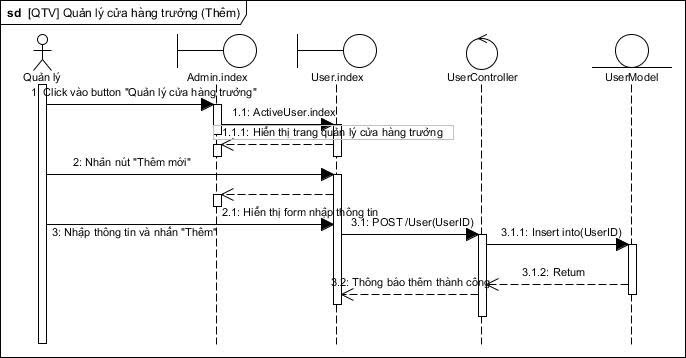 sd [QTV] Quản lý cửa hàng trưởng (Thêm)
Quản lý
Admin.index
User.index
UserController
UserModel
1: Click vào button "Quản lý cửa hàng trưởng"
1.1: ActiveUser.index
1.1.1: Hiển thị trang quản lý cửa hàng trưởng
2: Nhấn nút "Thêm mới"
2.1: Hiển thị form nhập thông tin
3: Nhập thông tin và nhấn "Thêm"
3.1: POST /User(UserID)
3.1.1: Insert into(UserID)
3.1.2: Return
3.2: Thông báo thêm thành công